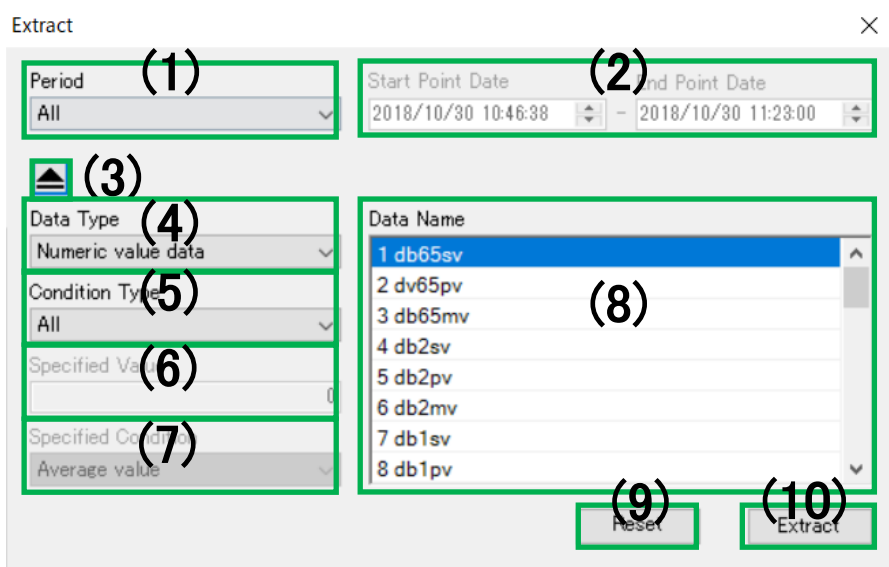 Extract
(1)
Period
All
(2)
Start Point Date
End Point Date
2018/10/30 10:46:38 - 2018/10/30 11:23:00
(3)
(4)
Data Type
Numeric value data
(5)
Condition Type
All
(6)
Specified Value
0
(7)
Specified Condition
Average value
Data Name
(8)
1 db65sv
2 dv65pv
3 db65mv
4 db2sv
5 db2pv
6 db2mv
7 db1sv
8 db1pv
(9)
Reset
(10)
Extract